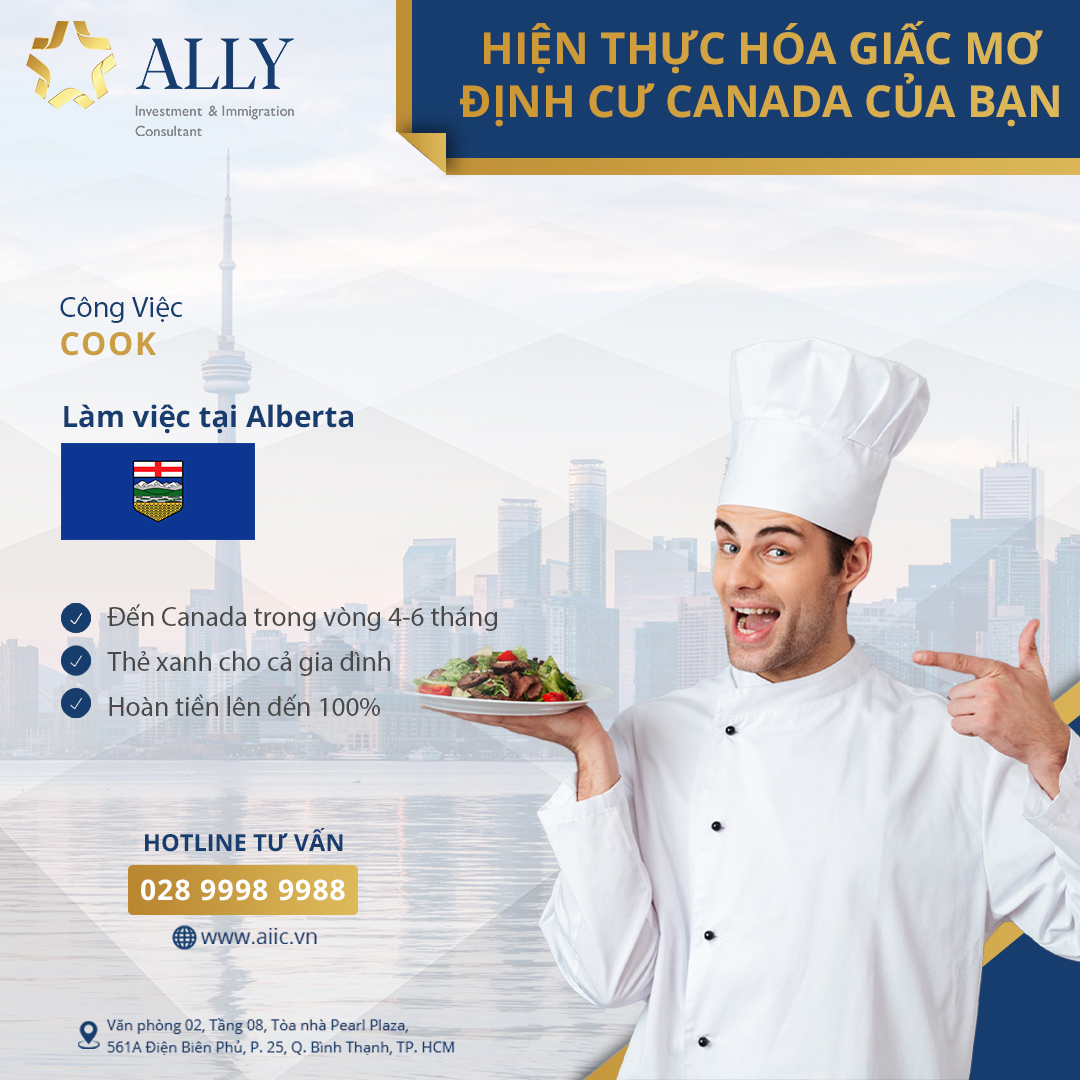 ALLY
Investment & Immigration
Consultant
HIỆN THỰC HÓA GIẤC MƠ
ĐỊNH CƯ CANADA CỦA BẠN
Công Việc
COOK
Làm việc tại Alberta
Đến Canada trong vòng 4-6 tháng
Thẻ xanh cho cả gia đình
Hoàn tiền lên đến 100%
HOTLINE TƯ VẤN
028 9998 9988
www.aiic.vn
Văn phòng 02, Tầng 08, Tòa nhà Pearl Plaza,
561A Điện Biên Phủ, P. 25, Q. Bình Thạnh, TP. HCM